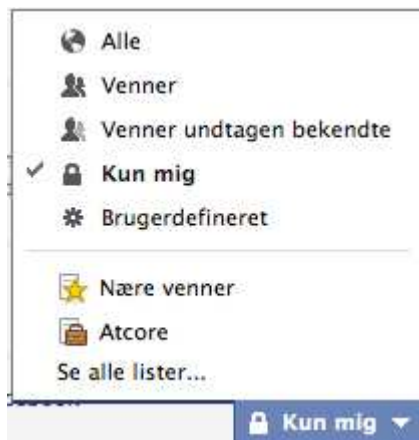 Alle
Venner
Venner undtagen bekendte
Kun mig
Brugerdefineret
Nære venner
Atcore
Se alle lister...
Kun mig